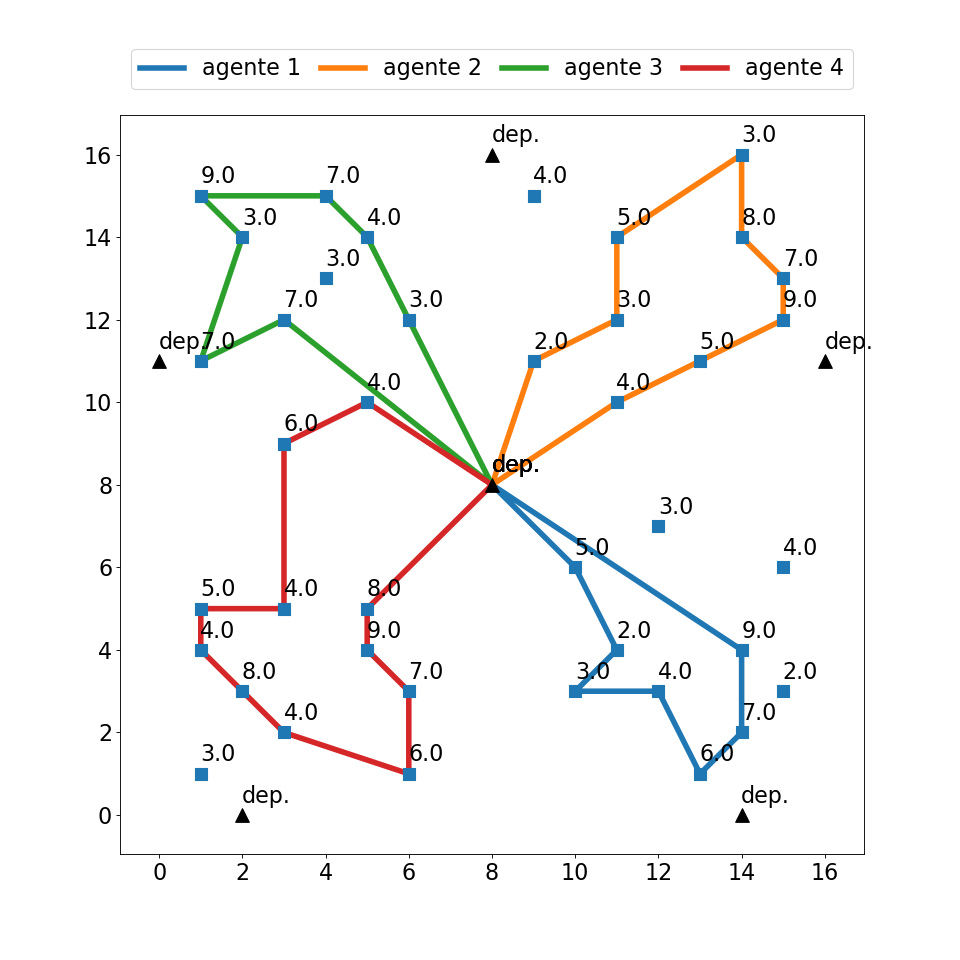 agente 1 agente 2 agente 3 agente 4
dep. 3.0
16
9.0 7.0 4.0
3.0 4.0 5.0 8.0
14
3.0 7.0
7.0 3.0 3.0 9.0
12
dep. 7.0 2.0 5.0 dep.
4.0 4.0
10
6.0
dep.
8
3.0
5.0 4.0
6
5.0 4.0 8.0
4.0 9.0 2.0 9.0
4
8.0 7.0 3.0 4.0 2.0
4.0 7.0
2
3.0 6.0 6.0
dep. dep.
0
0 2 4 6 8 10 12 14 16